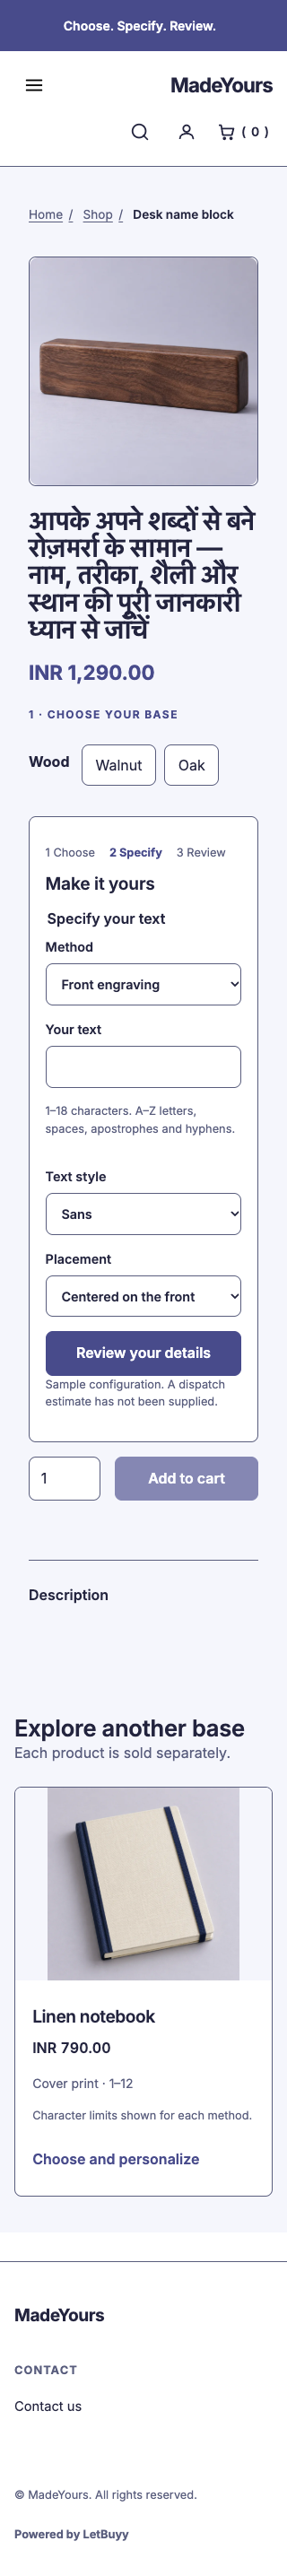 Choose. Specify. Review.
MadeYours
( 0 )
Home / Shop / Desk name block
आपके अपने शब्दों से बने
रोज़मर्रा के सामान —
नाम, तरीका, शैली और
स्थान की पूरी जानकारी
ध्यान से जांचें
INR 1,290.00
1 · CHOOSE YOUR BASE
Wood Walnut Oak
1 Choose 2 Specify 3 Review
Make it yours
Specify your text
Method
Front engraving
Your text
1–18 characters. A–Z letters,
spaces, apostrophes and hyphens.
Text style
Sans
Placement
Centered on the front
Review your details
Sample configuration. A dispatch
estimate has not been supplied.
1 Add to cart
Description
Explore another base
Each product is sold separately.
Linen notebook
INR 790.00
Cover print · 1–12
Character limits shown for each method.
Choose and personalize
MadeYours
CONTACT
Contact us
© MadeYours. All rights reserved.
Powered by LetBuyy